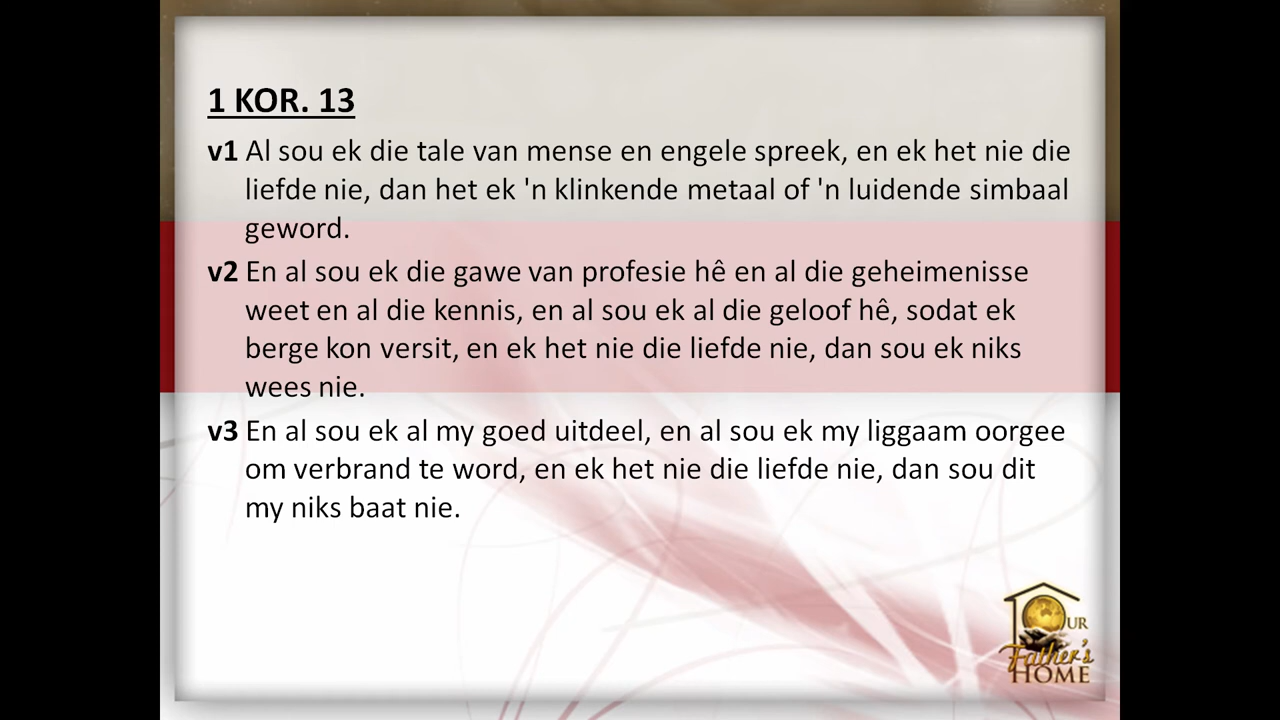 1 KOR. 13
v1 Al sou ek die tale van mense en engele spreek, en ek het nie die
liefde nie, dan het ek 'n klinkende metaal of 'n luidende simbaal
geword.
v2 En al sou ek die gawe van profesie hê en al die geheimenisse
weet en al die kennis, en al sou ek al die geloof hê, sodat ek
berge kon versit, en ek het nie die liefde nie, dan sou ek niks
wees nie.
v3 En al sou ek al my goed uitdeel, en al sou ek my liggaam oorgee
om verbrand te word, en ek het nie die liefde nie, dan sou dit
my niks baat nie.
OUR
Father's
HOME